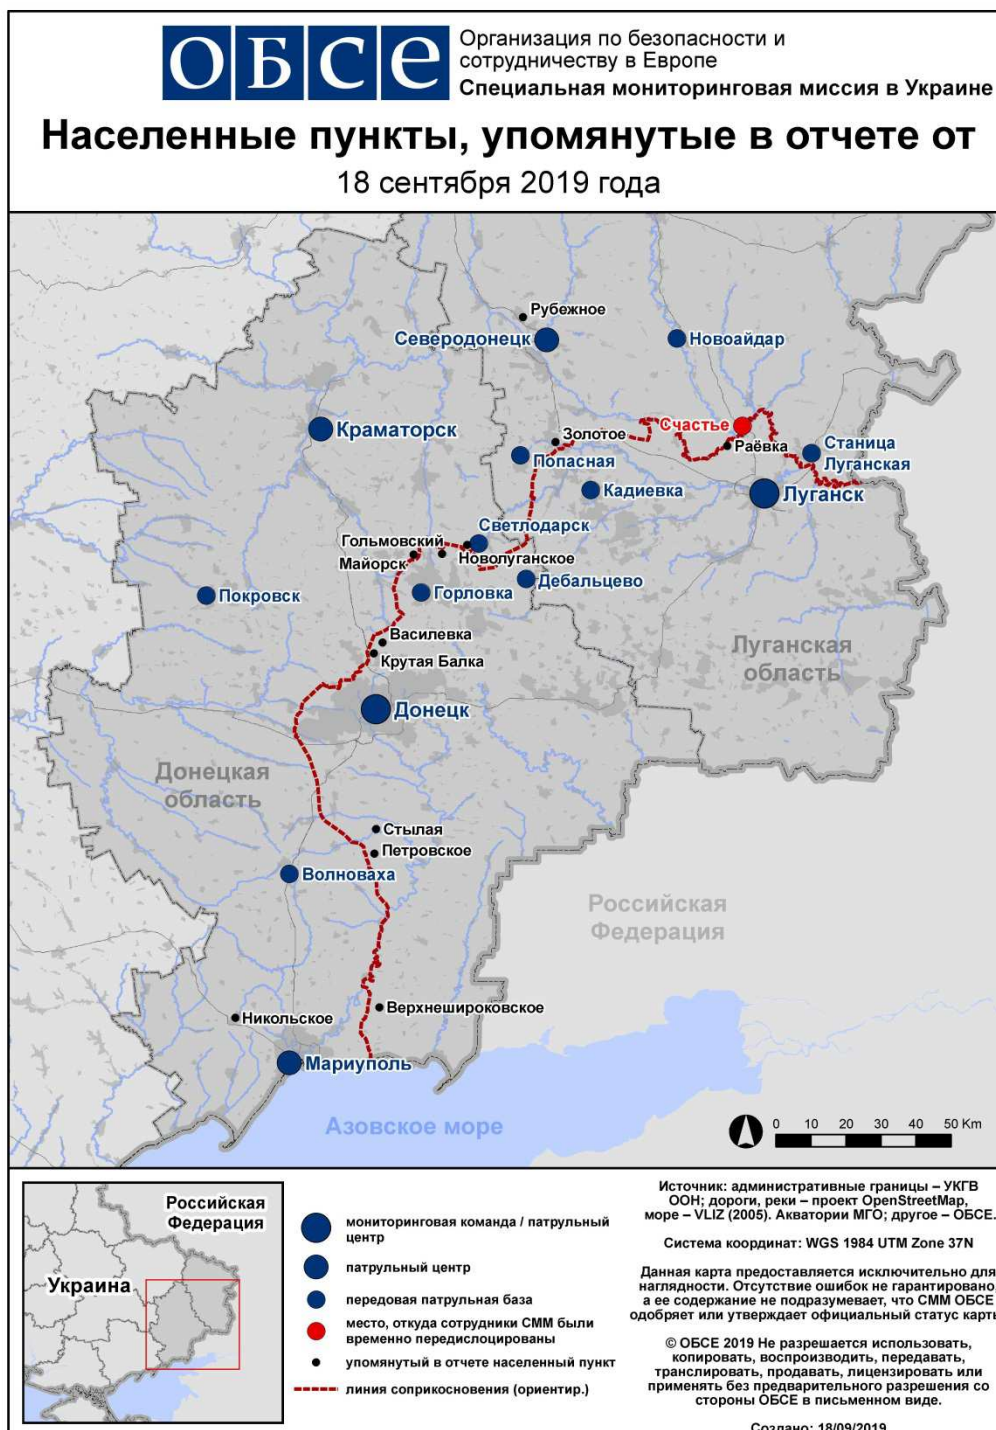 ОБСЕ
Организация по безопасности и
сотрудничеству в Европе
Специальная мониторинговая миссия в Украине
Населенные пункты, упомянутые в отчете от
18 сентября 2019 года
Рубежное
Северодонецк
Новоайдар
Счастье
Краматорск
Золотое
Раёвка
Станица
Луганская
Попасная
Кадиевка
Луганск
Светлодарск
Гольмовский
Майорск
Новолуганское
Дебальцево
Покровск
Горловка
Василевка
Крутая Балка
Луганская
область
Донецк
Донецкая
область
Стылая
Петровское
Волноваха
Российская
Федерация
Верхнешироковское
Никольское
Мариуполь
Азовское море
0 10 20 30 40 50 Km
Российская
Федерация
Украина
мониторинговая команда / патрульный
центр
патрульный центр
передовая патрульная база
место, откуда сотрудники СММ были
временно передислоцированы
упомянутый в отчете населенный пункт
линия соприкосновения (ориентир.)
Источник: административные границы – УКГВ
ООН; дороги, реки – проект OpenStreetMap,
море – VLIZ (2005). Акватории МГО; другое – ОБСЕ.
Система координат: WGS 1984 UTM Zone 37N
Данная карта предоставляется исключительно для
наглядности. Отсутствие ошибок не гарантировано,
а ее содержание не подразумевает, что СММ ОБСЕ
одобряет или утверждает официальный статус карты
© ОБСЕ 2019 Не разрешается использовать,
копировать, воспроизводить, передавать,
транслировать, продавать, лицензировать или
применять без предварительного разрешения со
стороны ОБСЕ в письменном виде.
Создано: 18/09/2019